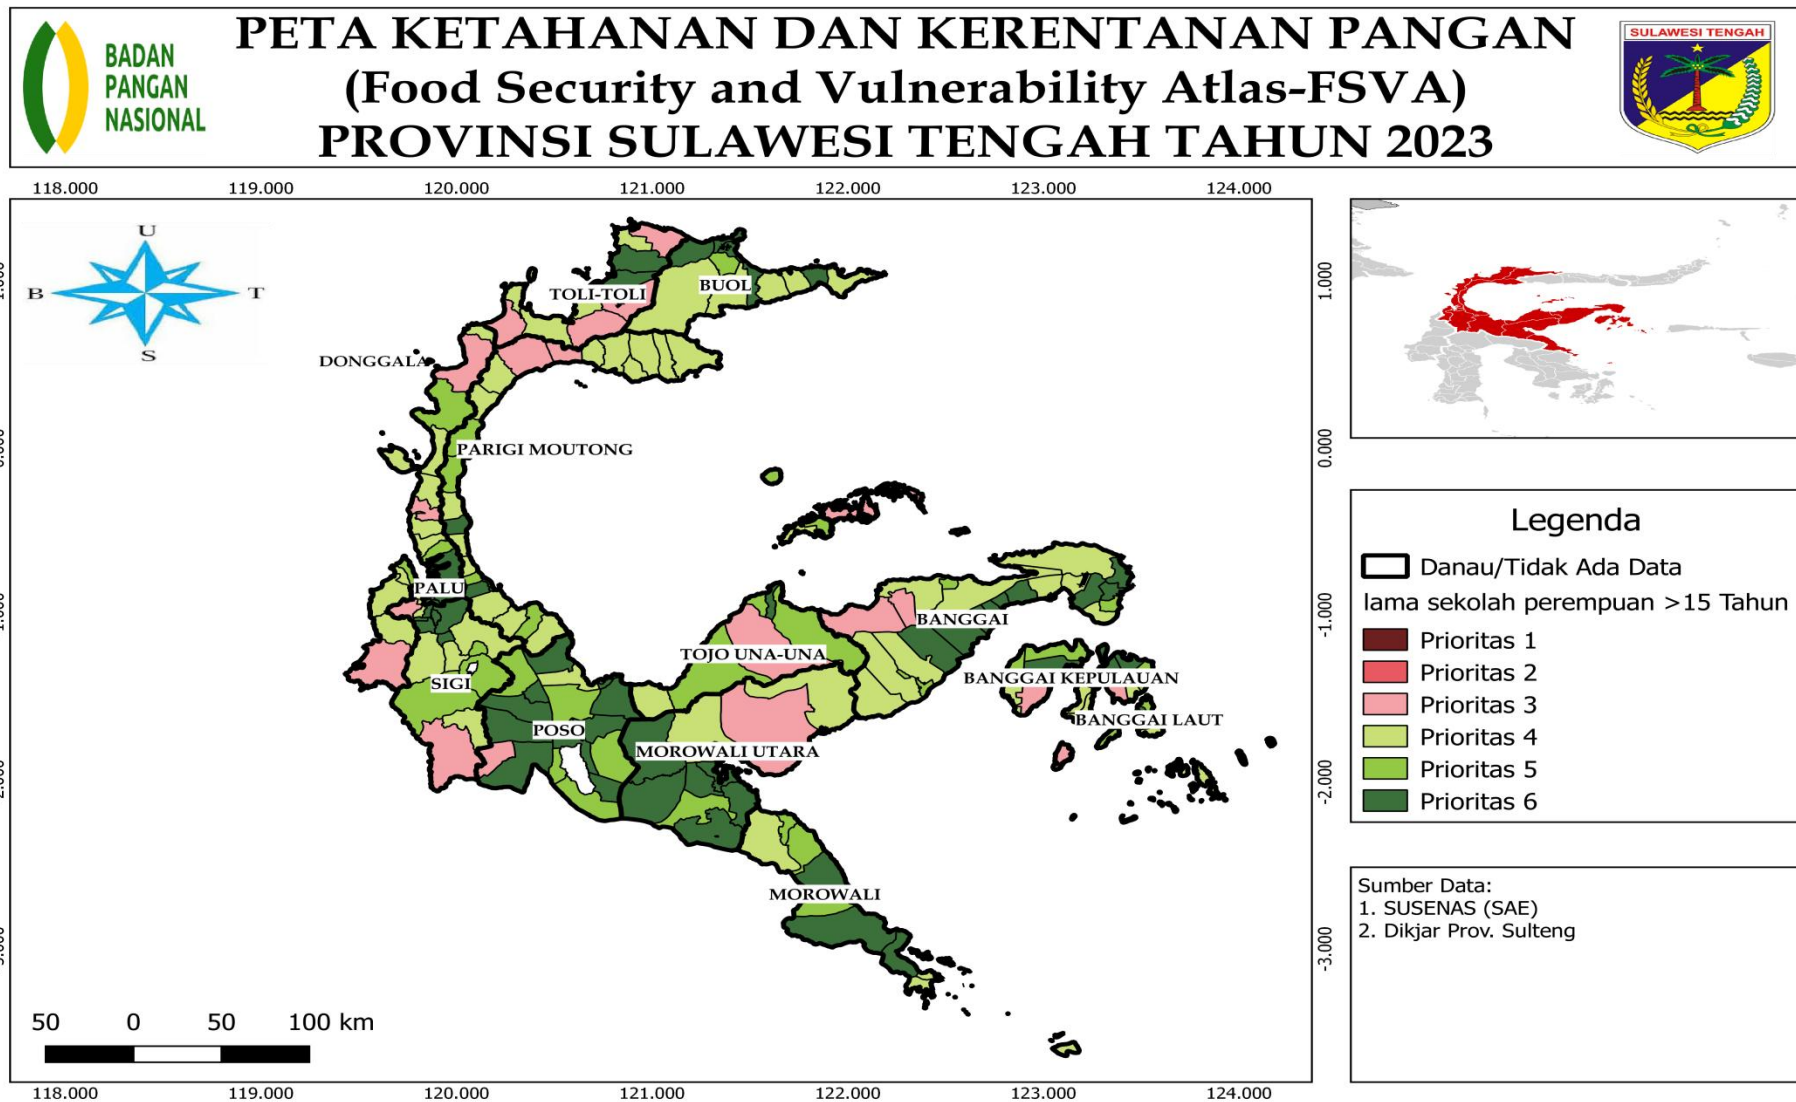 BADAN
PANGAN
NASIONAL
PETA KETAHANAN DAN KERENTANAN PANGAN
(Food Security and Vulnerability Atlas-FSVA)
PROVINSI SULAWESI TENGAH TAHUN 2023
SULAWESI TENGAH
118.000 119.000 120.000 121.000 122.000 123.000 124.000
U
B T
S
1.000
0.000
-1.000
-2.000
-3.000
TOLI-TOLI
BUOL
DONGGALA
PARIGI MOUTONG
PALU
BANGGAI
TOJO UNA-UNA
SIGI
BANGGAI KEPULAUAN
BANGGAI LAUT
POSO
MOROWALI UTARA
MOROWALI
50 0 50 100 km
118.000 119.000 120.000 121.000 122.000 123.000 124.000
Legenda
Danau/Tidak Ada Data
lama sekolah perempuan >15 Tahun
Prioritas 1
Prioritas 2
Prioritas 3
Prioritas 4
Prioritas 5
Prioritas 6
Sumber Data:
1. SUSENAS (SAE)
2. Dikjar Prov. Sulteng